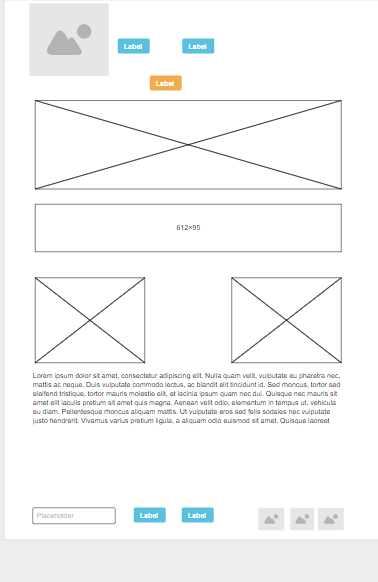 Label
Label
Label
612×95
Lorem ipsum dolor sit amet, consectetur adipiscing elit. Nulla quam velit, vulputate eu pharetra nec,
mattis ac neque. Duis vulputate commodo lectus, ac blandit elit tincidunt id. Sed rhoncus, tortor sed
eleifend tristique, tortor mauris molestie elit, et lacinia ipsum quam nec dui. Quisque nec mauris sit
amet elit iaculis pretium sit amet quis magna. Aenean velit odio, elementum in tempus ut, vehicula
eu diam. Pellentesque rhoncus aliquam mattis. Ut vulputate eros sed felis sodales nec vulputate
justo hendrerit. Vivamus varius pretium ligula, a aliquam odio euismod sit amet. Quisque laoreet
Placeholder
Label
Label